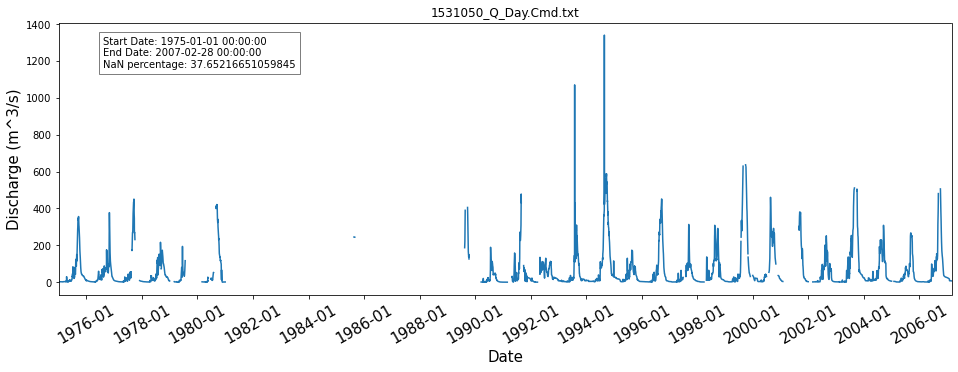 1531050_Q_Day.Cmd.txt
Start Date: 1975-01-01 00:00:00
End Date: 2007-02-28 00:00:00
NaN percentage: 37.65216651059845
Discharge (m^3/s)
1400
1200
1000
800
600
400
200
0
1976-01 1978-01 1980-01 1982-01 1984-01 1986-01 1988-01 1990-01 1992-01 1994-01 1996-01 1998-01 2000-01 2002-01 2004-01 2006-01
Date